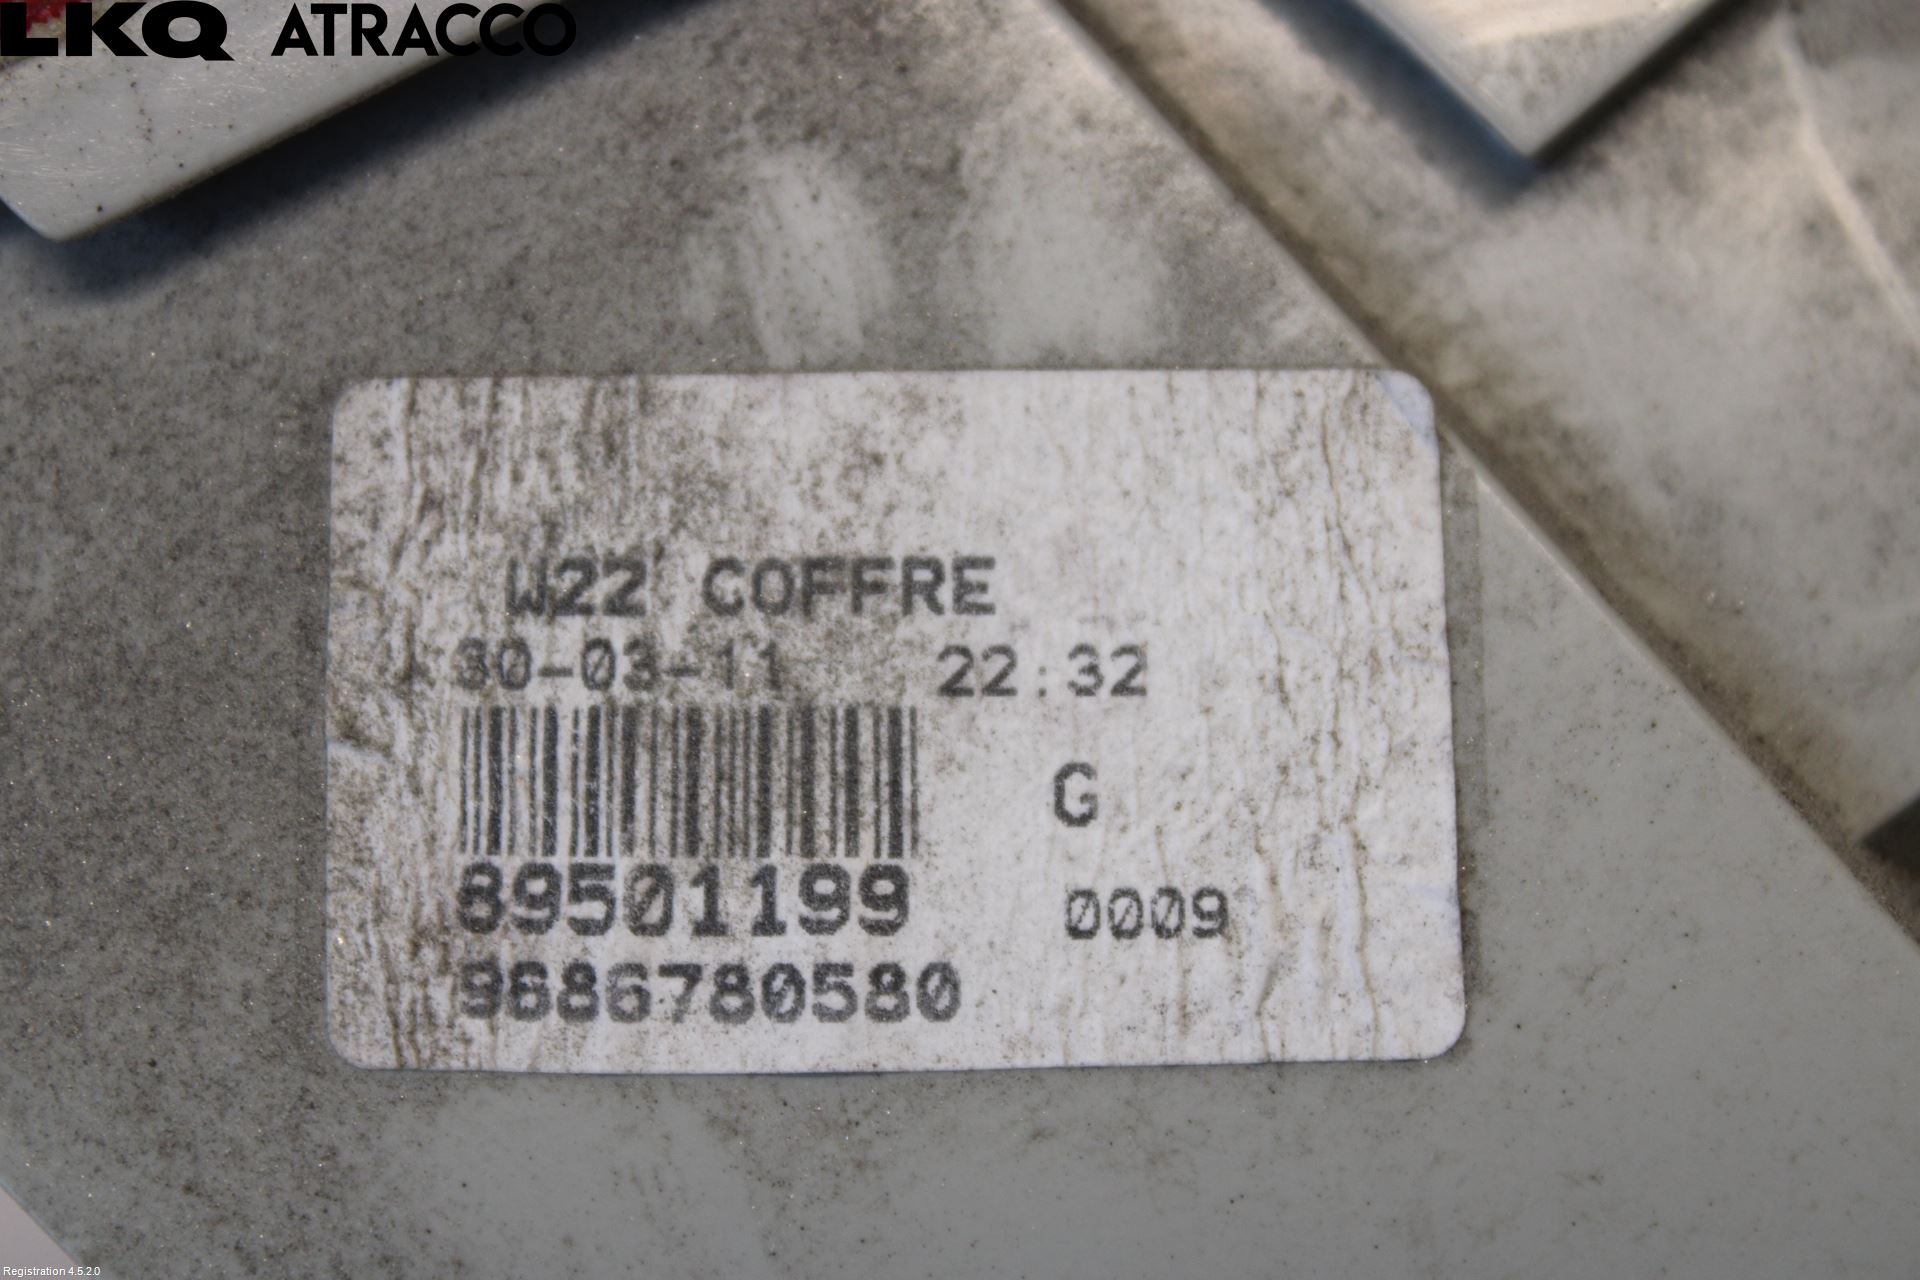 LKQ ATRACCO
W22 COFFRE
30-03-11 22:32
G
89501199 0009
9686780580
Registration 4.5.2.0